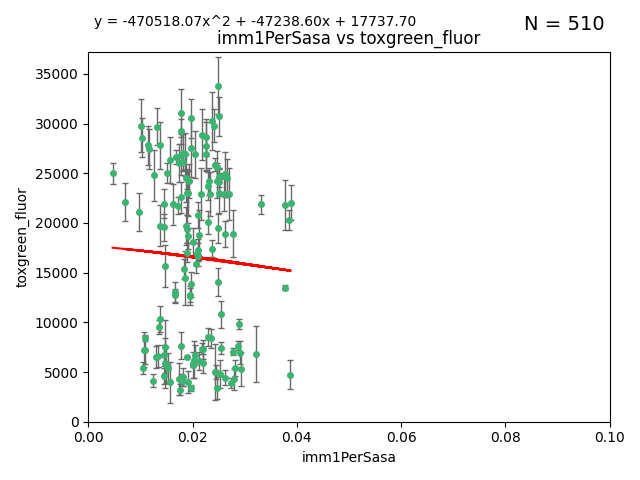 y = -470518.07x^2 + -47238.60x + 17737.70
N = 510
imm1PerSasa vs toxgreen_fluor
toxgreen_fluor
35000
30000
25000
20000
15000
10000
5000
0
0.00 0.02 0.04 0.06 0.08 0.10
imm1PerSasa